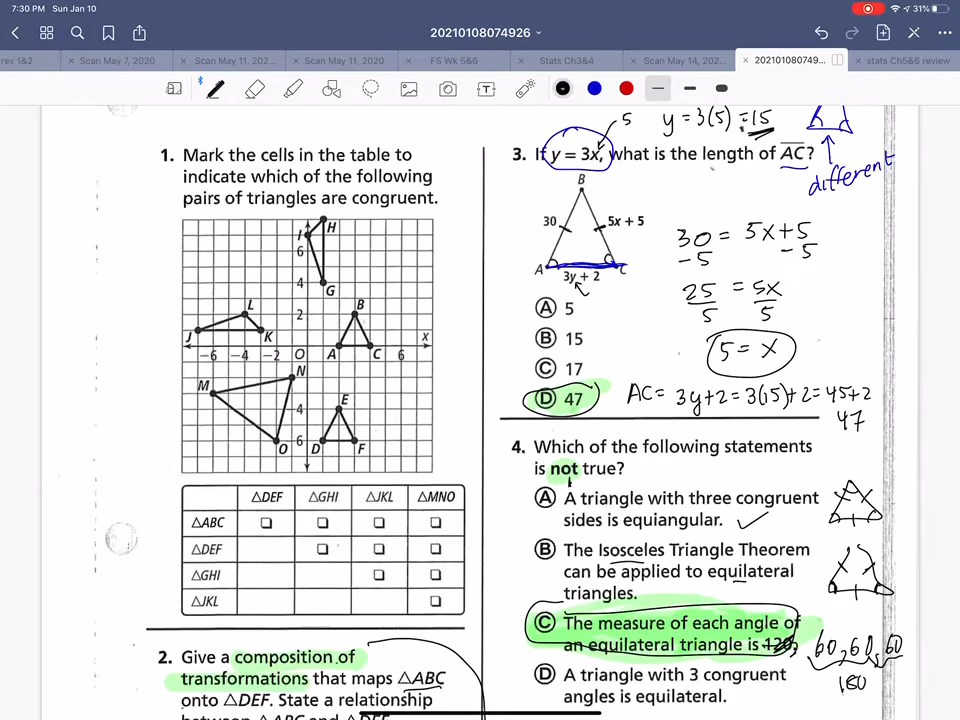 7:30 PM Sun Jan 10
31%
20210108074926
rev 1&2
× Scan May 7, 2020
× Scan May 11, 202...
× Scan May 11, 2020
× FS Wk 5&6
× Stats Ch3&4
× Scan May 14, 202...
× 202101080749...
× stats Ch5&6 review
1. Mark the cells in the table to
indicate which of the following
pairs of triangles are congruent.
H
I
6
4
G
L
2
B
J
K
x
−6 −4 −2 O A C 6
N
M
4
E
6
O D F
△DEF △GHI △JKL △MNO
△ABC
△DEF
△GHI
△JKL
2. Give a composition of
transformations that maps △ABC
onto △DEF. State a relationship
between △ABC and △DEF
5 y = 3(5) = 15
3. If y = 3x, what is the length of AC?
different
B
30 5x + 5
A C
3y + 2
30 = 5x + 5
-5 -5
25 = 5x
5 5
5 = x
A 5
B 15
C 17
D 47
AC = 3y+2 = 3(15)+2 = 45+2
47
4. Which of the following statements
is not true?
A A triangle with three congruent
sides is equiangular.
B The Isosceles Triangle Theorem
can be applied to equilateral
triangles.
C The measure of each angle of
an equilateral triangle is 120.
60, 60, 60
180
D A triangle with 3 congruent
angles is equilateral.